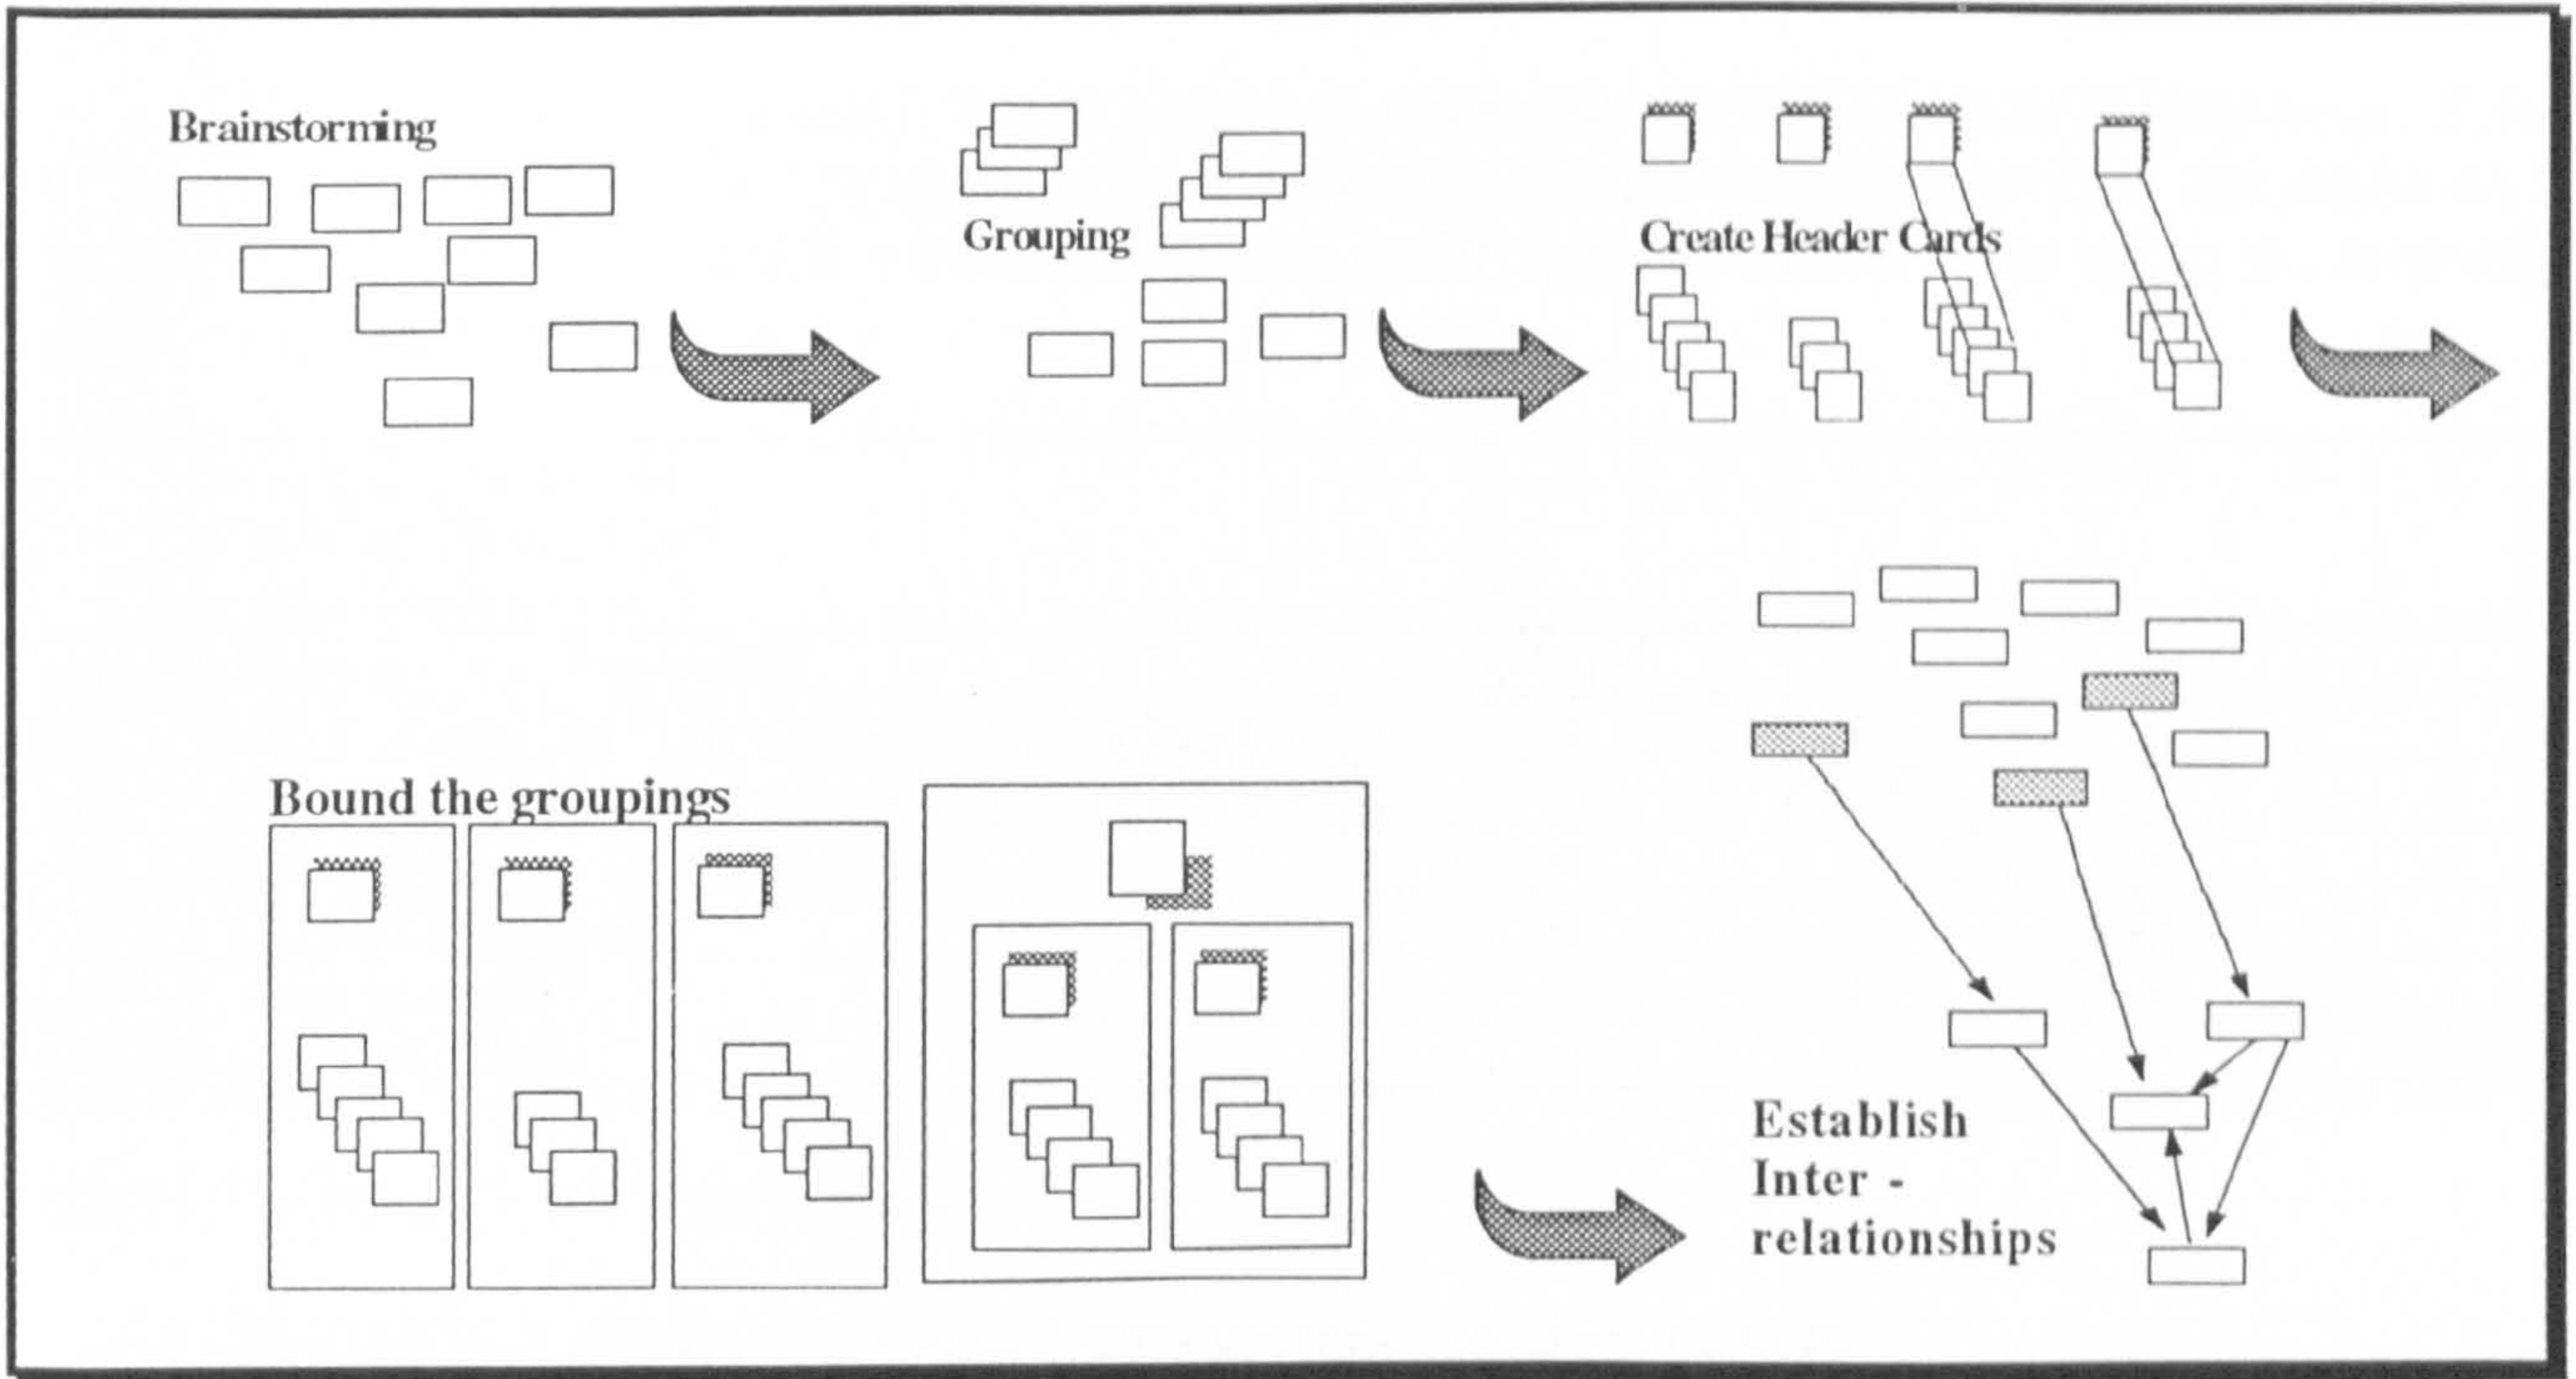 Brainstorming
Grouping
Create Header Cards
Bound the groupings
Establish
Inter -
relationships